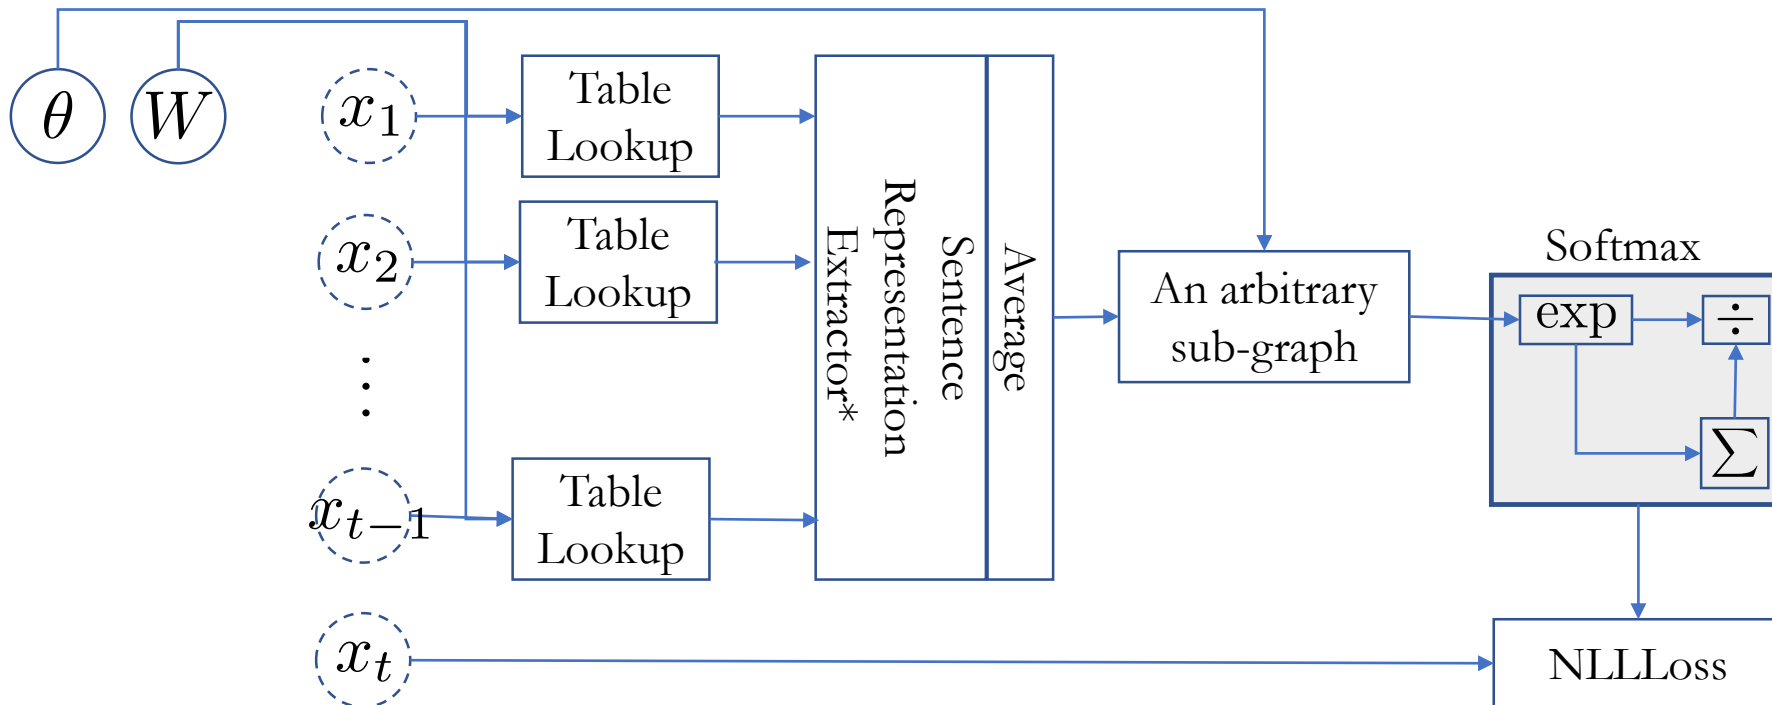 θ
W
x₁
Table
Lookup
x₂
Table
Lookup
⋮
xₜ₋₁
Table
Lookup
xₜ
Sentence
Representation
Extractor*
Average
An arbitrary
sub-graph
Softmax
exp
÷
∑
NLLLoss